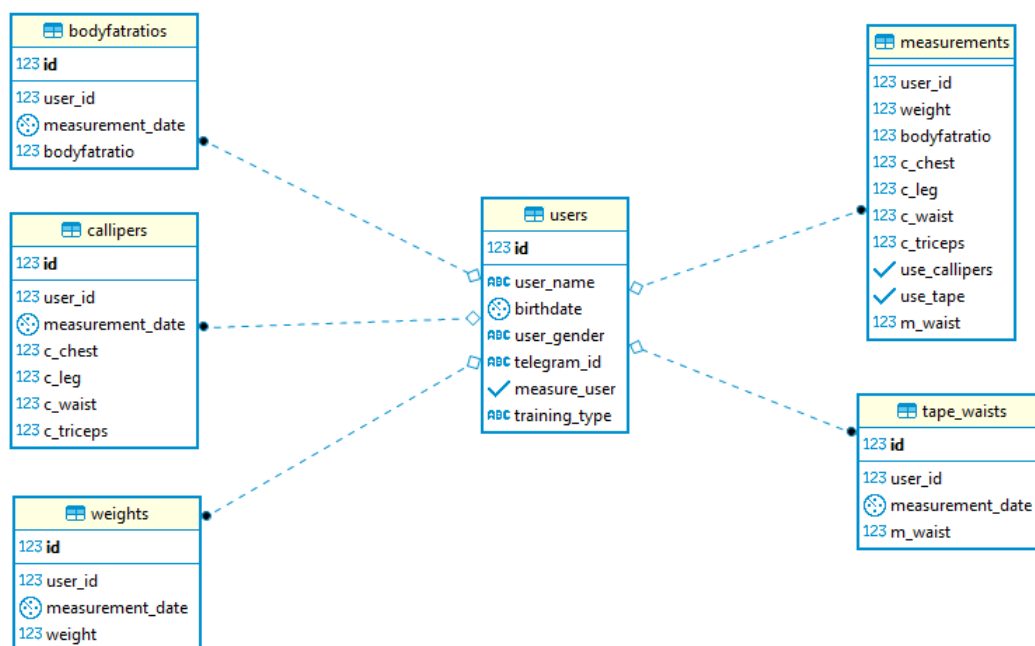 bodyfatratios
123 id
123 user_id
measurement_date
123 bodyfatratio
callipers
123 id
123 user_id
measurement_date
123 c_chest
123 c_leg
123 c_waist
123 c_triceps
weights
123 id
123 user_id
measurement_date
123 weight
users
123 id
ABC user_name
birthdate
ABC user_gender
ABC telegram_id
measure_user
ABC training_type
measurements
123 user_id
123 weight
123 bodyfatratio
123 c_chest
123 c_leg
123 c_waist
123 c_triceps
use_callipers
use_tape
123 m_waist
tape_waists
123 id
123 user_id
measurement_date
123 m_waist